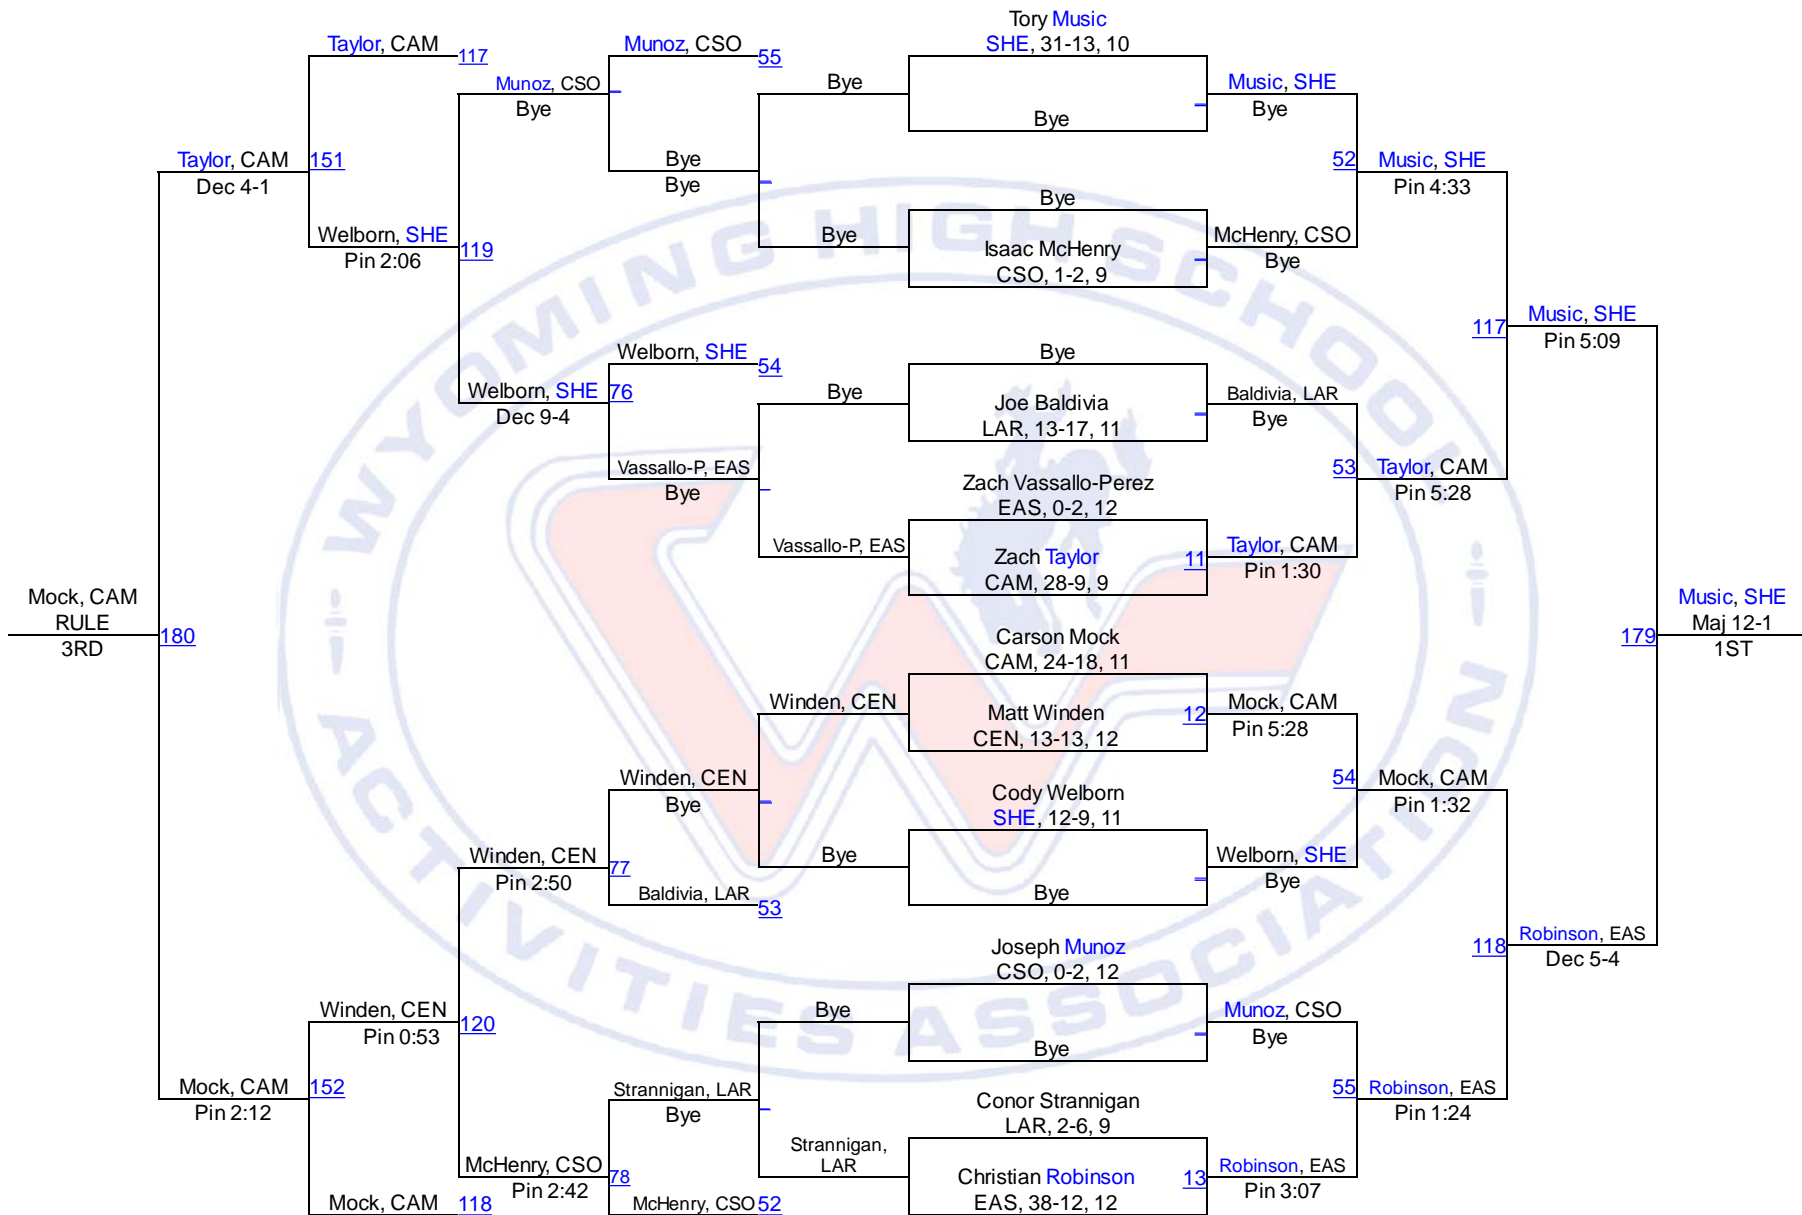 Taylor, CAM
117
Taylor, CAM
Dec 4-1
151
Welborn, SHE
Pin 2:06
119
Munoz, CSO
Bye
Munoz, CSO
55
Bye
Bye
Bye
Bye
Welborn, SHE
54
Welborn, SHE
Dec 9-4
76
Vassallo-P, EAS
Bye
Bye
Vassallo-P, EAS
Mock, CAM
RULE
3RD
180
Winden, CEN
Winden, CEN
Bye
Bye
Winden, CEN
Pin 2:50
77
Baldivia, LAR
53
Winden, CEN
Pin 0:53
120
Mock, CAM
Pin 2:12
152
Strannigan, LAR
Bye
Bye
Strannigan,
LAR
McHenry, CSO
Pin 2:42
78
McHenry, CSO
52
Mock, CAM
118
Tory Music
SHE, 31-13, 10
Bye
Bye
Isaac McHenry
CSO, 1-2, 9
Bye
Joe Baldivia
LAR, 13-17, 11
Zach Vassallo-Perez
EAS, 0-2, 12
Zach Taylor
CAM, 28-9, 9
11
Carson Mock
CAM, 24-18, 11
Matt Winden
CEN, 13-13, 12
12
Cody Welborn
SHE, 12-9, 11
Bye
Joseph Munoz
CSO, 0-2, 12
Bye
Conor Strannigan
LAR, 2-6, 9
Christian Robinson
EAS, 38-12, 12
13
Music, SHE
Bye
52
McHenry, CSO
Bye
Music, SHE
Pin 4:33
Baldivia, LAR
Bye
53
Taylor, CAM
Pin 1:30
Taylor, CAM
Pin 5:28
117
Music, SHE
Pin 5:09
Mock, CAM
Pin 5:28
54
Welborn, SHE
Bye
Mock, CAM
Pin 1:32
Munoz, CSO
Bye
55
Robinson, EAS
Pin 3:07
Robinson, EAS
Pin 1:24
118
Robinson, EAS
Dec 5-4
179
Music, SHE
Maj 12-1
1ST
WYOMING HIGH SCHOOL
ACTIVITIES ASSOCIATION